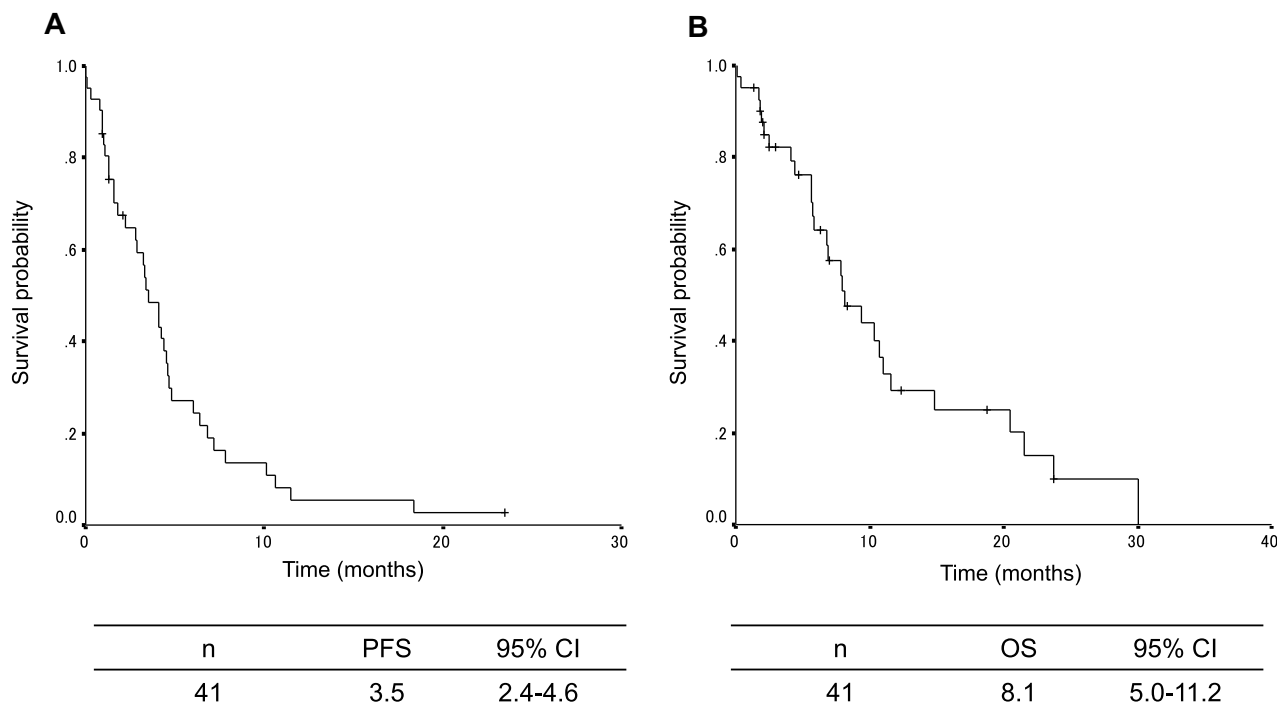 A
1.0
.8
.6
.4
.2
0.0
Survival probability
0 10 20 30
Time (months)
n PFS 95% CI
41 3.5 2.4-4.6
B
1.0
.8
.6
.4
.2
0.0
Survival probability
0 10 20 30 40
Time (months)
n OS 95% CI
41 8.1 5.0-11.2